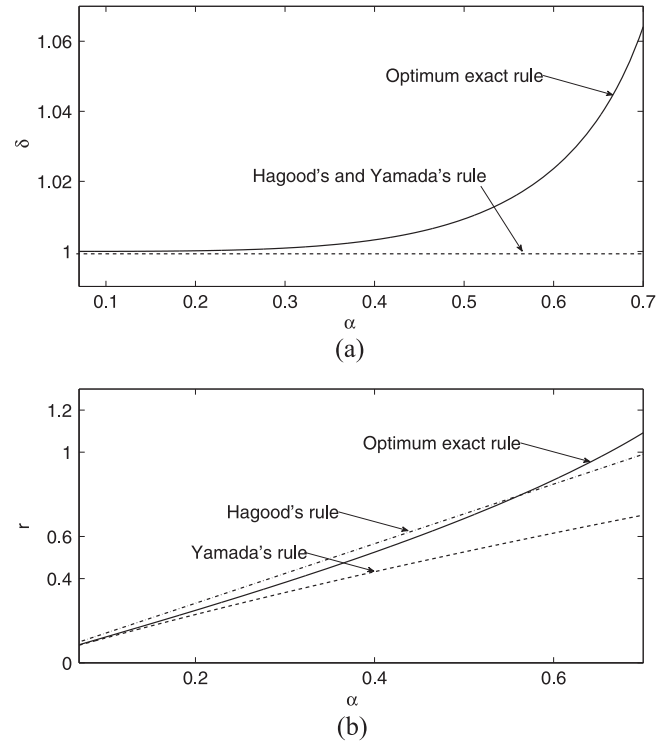 1.06
1.04
1.02
1
δ
Optimum exact rule
Hagood's and Yamada's rule
0.1 0.2 0.3 0.4 0.5 0.6 0.7
α
(a)
1.2
1
0.6
0.4
0
r
Optimum exact rule
Hagood's rule
Yamada's rule
0.2 0.4 0.6
α
(b)